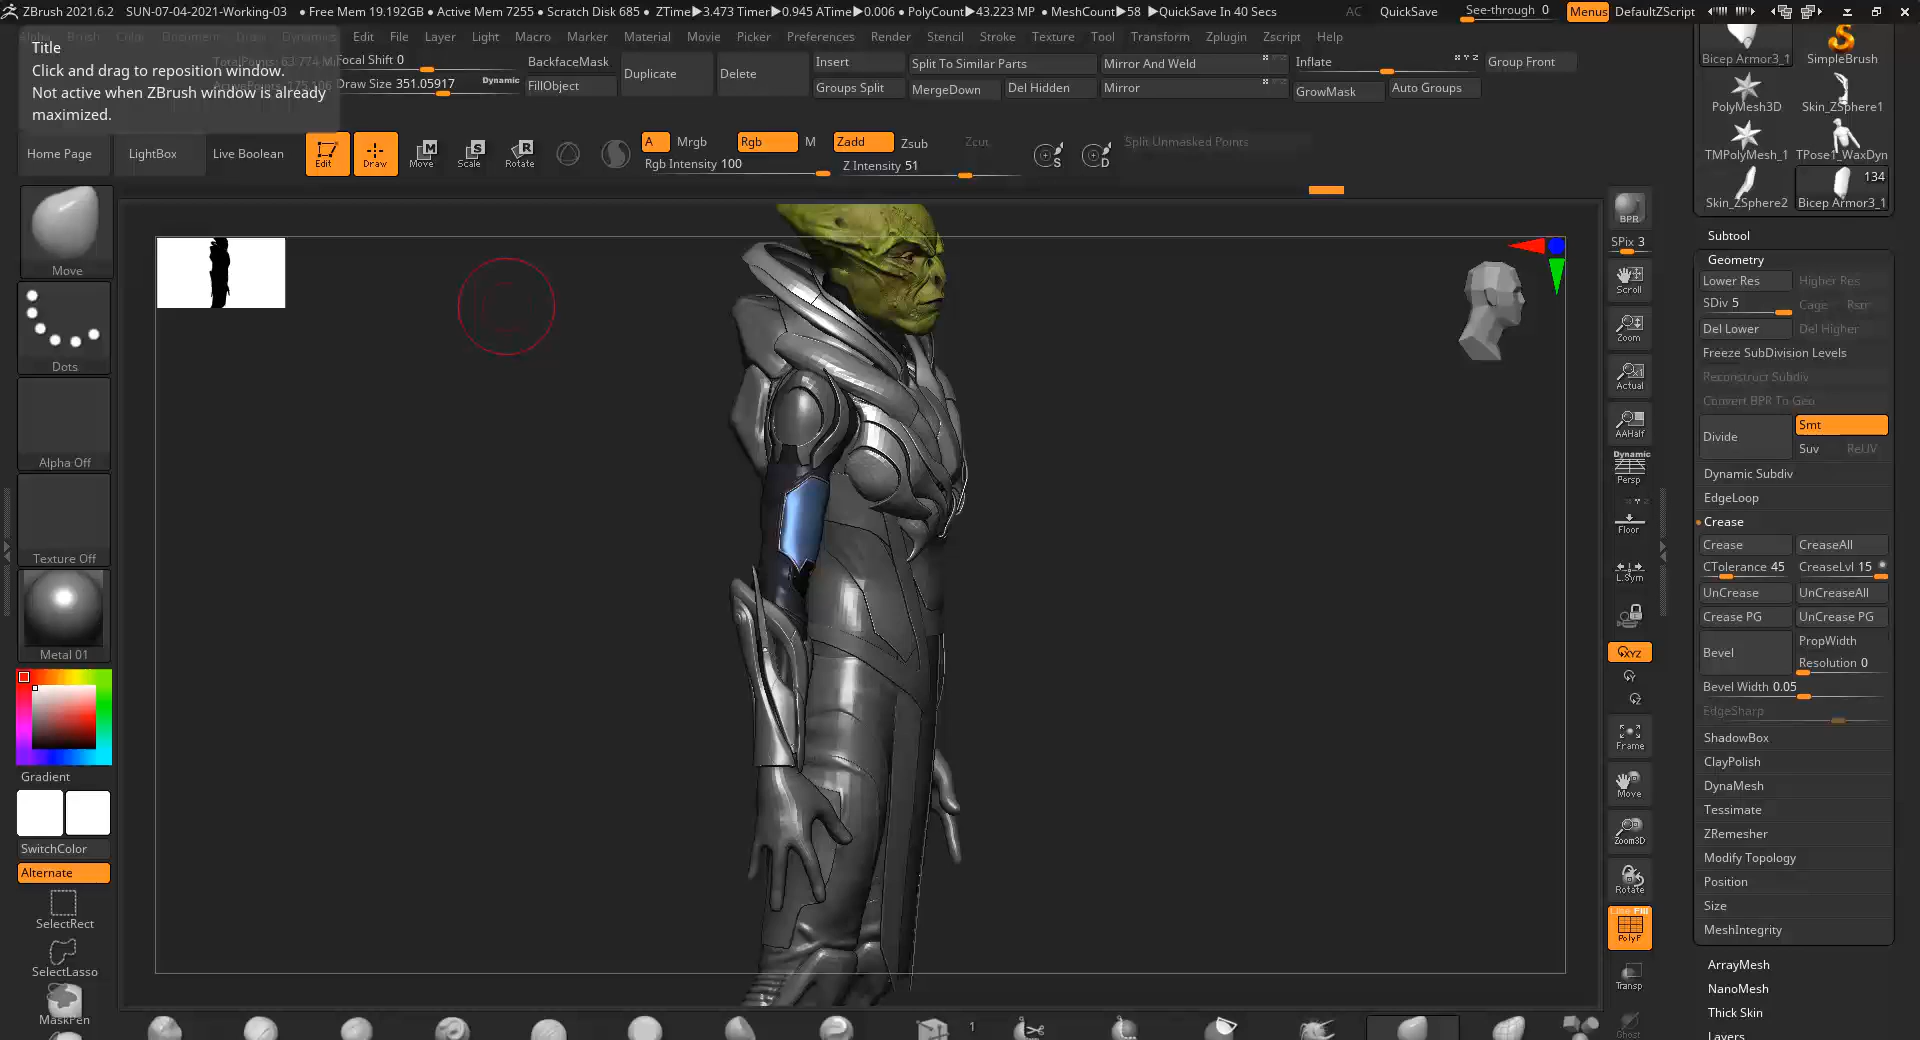 ZBrush 2021.6.2 SUN-07-04-2021-Working-03 ● Free Mem 19.192GB ● Active Mem 7255 ● Scratch Disk 685 ● ZTime▶3.473 Timer▶0.945 ATime▶0.006 ● PolyCount▶43.223 MP ● MeshCount▶58 ▶QuickSave In 40 Secs AC QuickSave See-through 0 Menus DefaultZScript
Alpha Brush Color Document Draw Dynamics Edit File Layer Light Macro Marker Material Movie Picker Preferences Render Stencil Stroke Texture Tool Transform Zplugin Zscript Help
Title
Click and drag to reposition window.
Not active when ZBrush window is already
maximized.
Focal Shift 0
Draw Size 351.05917 Dynamic
BackfaceMask
FillObject
Duplicate
Delete
Insert
Groups Split
Split To Similar Parts
MergeDown Del Hidden
Mirror And Weld
Mirror
Inflate
GrowMask
Group Front
Auto Groups
Home Page LightBox Live Boolean
Edit Draw Move Scale Rotate
A Mrgb Rgb M Zadd Zsub Zcut
Rgb Intensity 100 Z Intensity 51
S D
Split Unmasked Points
Move
Dots
Alpha Off
Texture Off
Metal 01
Gradient
SwitchColor
Alternate
SelectRect
SelectLasso
MaskPen
1
BPR
SPix 3
Scroll
Zoom
Actual
AAHalf
Dynamic
Persp
Floor
L.Sym
XYZ
Y
Z
Frame
Move
Zoom3D
Rotate
Line Fill
PolyF
Transp
Ghost
Bicep Armor3_1 SimpleBrush
PolyMesh3D Skin_ZSphere1
TMPolyMesh_1 TPose1_WaxDyn
134
Skin_ZSphere2 Bicep Armor3_1
Subtool
Geometry
Lower Res Higher Res
SDiv 5 Cage Rstr
Del Lower Del Higher
Freeze SubDivision Levels
Reconstruct Subdiv
Convert BPR To Geo
Divide Smt
Suv ReUV
Dynamic Subdiv
EdgeLoop
Crease
Crease CreaseAll
CTolerance 45 CreaseLvl 15
UnCrease UnCreaseAll
Crease PG UnCrease PG
Bevel PropWidth
Resolution 0
Bevel Width 0.05
EdgeSharp
ShadowBox
ClayPolish
DynaMesh
Tessimate
ZRemesher
Modify Topology
Position
Size
MeshIntegrity
ArrayMesh
NanoMesh
Thick Skin
Layers